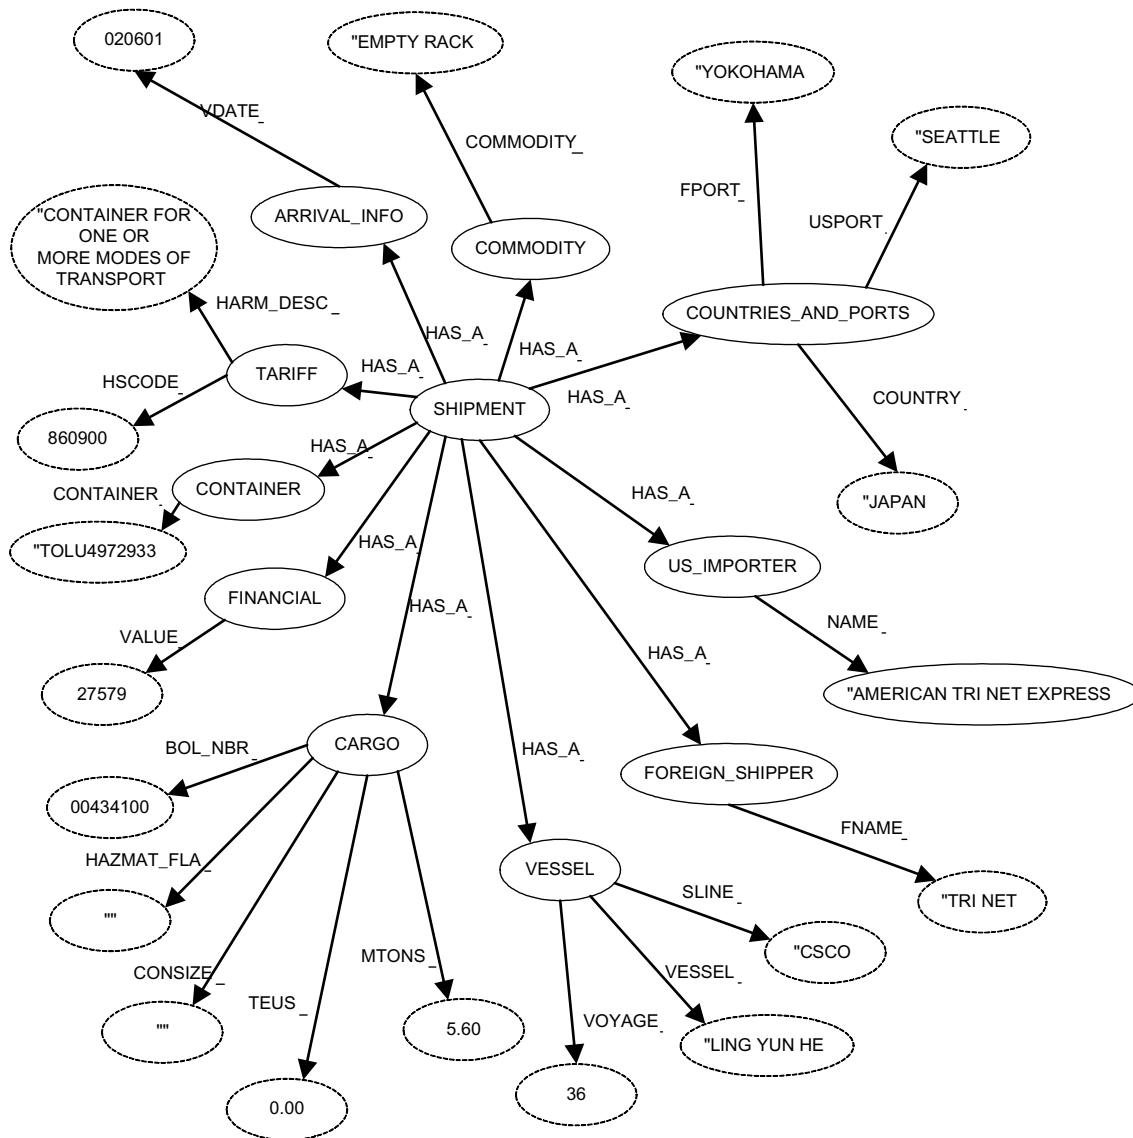 020601
"EMPTY RACK
"YOKOHAMA
"SEATTLE
VDATE_
COMMODITY_
FPORT_
USPORT_
"CONTAINER FOR
ONE OR
MORE MODES OF
TRANSPORT
ARRIVAL_INFO
COMMODITY
HARM_DESC_
COUNTRIES_AND_PORTS
HAS_A_
HAS_A_
HAS_A_
HAS_A_
HSCODE_
TARIFF
SHIPMENT
COUNTRY_
860900
HAS_A_
CONTAINER_
CONTAINER
HAS_A_
"JAPAN
"TOLU4972933
HAS_A_
US_IMPORTER
FINANCIAL
HAS_A_
VALUE_
NAME_
HAS_A_
27579
"AMERICAN TRI NET EXPRESS
BOL_NBR_
CARGO
HAS_A_
FOREIGN_SHIPPER
00434100
FNAME_
HAZMAT_FLA_
VESSEL
SLINE_
"TRI NET
""
"CSCO
CONSIZE_
MTONS_
VESSEL_
""
TEUS_
5.60
VOYAGE_
"LING YUN HE
0.00
36